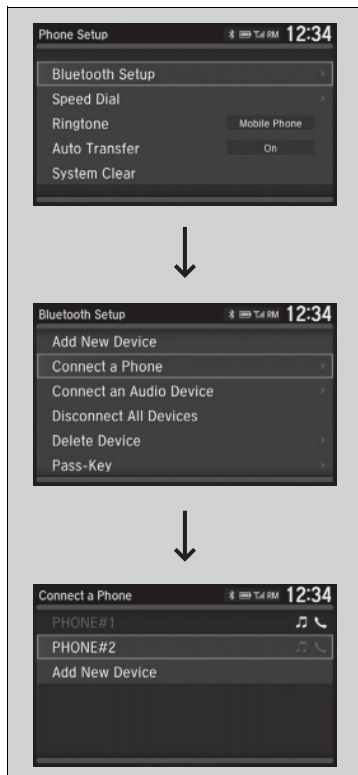 Phone Setup 12:34
Bluetooth Setup
Speed Dial
Ringtone Mobile Phone
Auto Transfer On
System Clear
Bluetooth Setup 12:34
Add New Device
Connect a Phone
Connect an Audio Device
Disconnect All Devices
Delete Device
Pass-Key
Connect a Phone 12:34
PHONE#1
PHONE#2
Add New Device